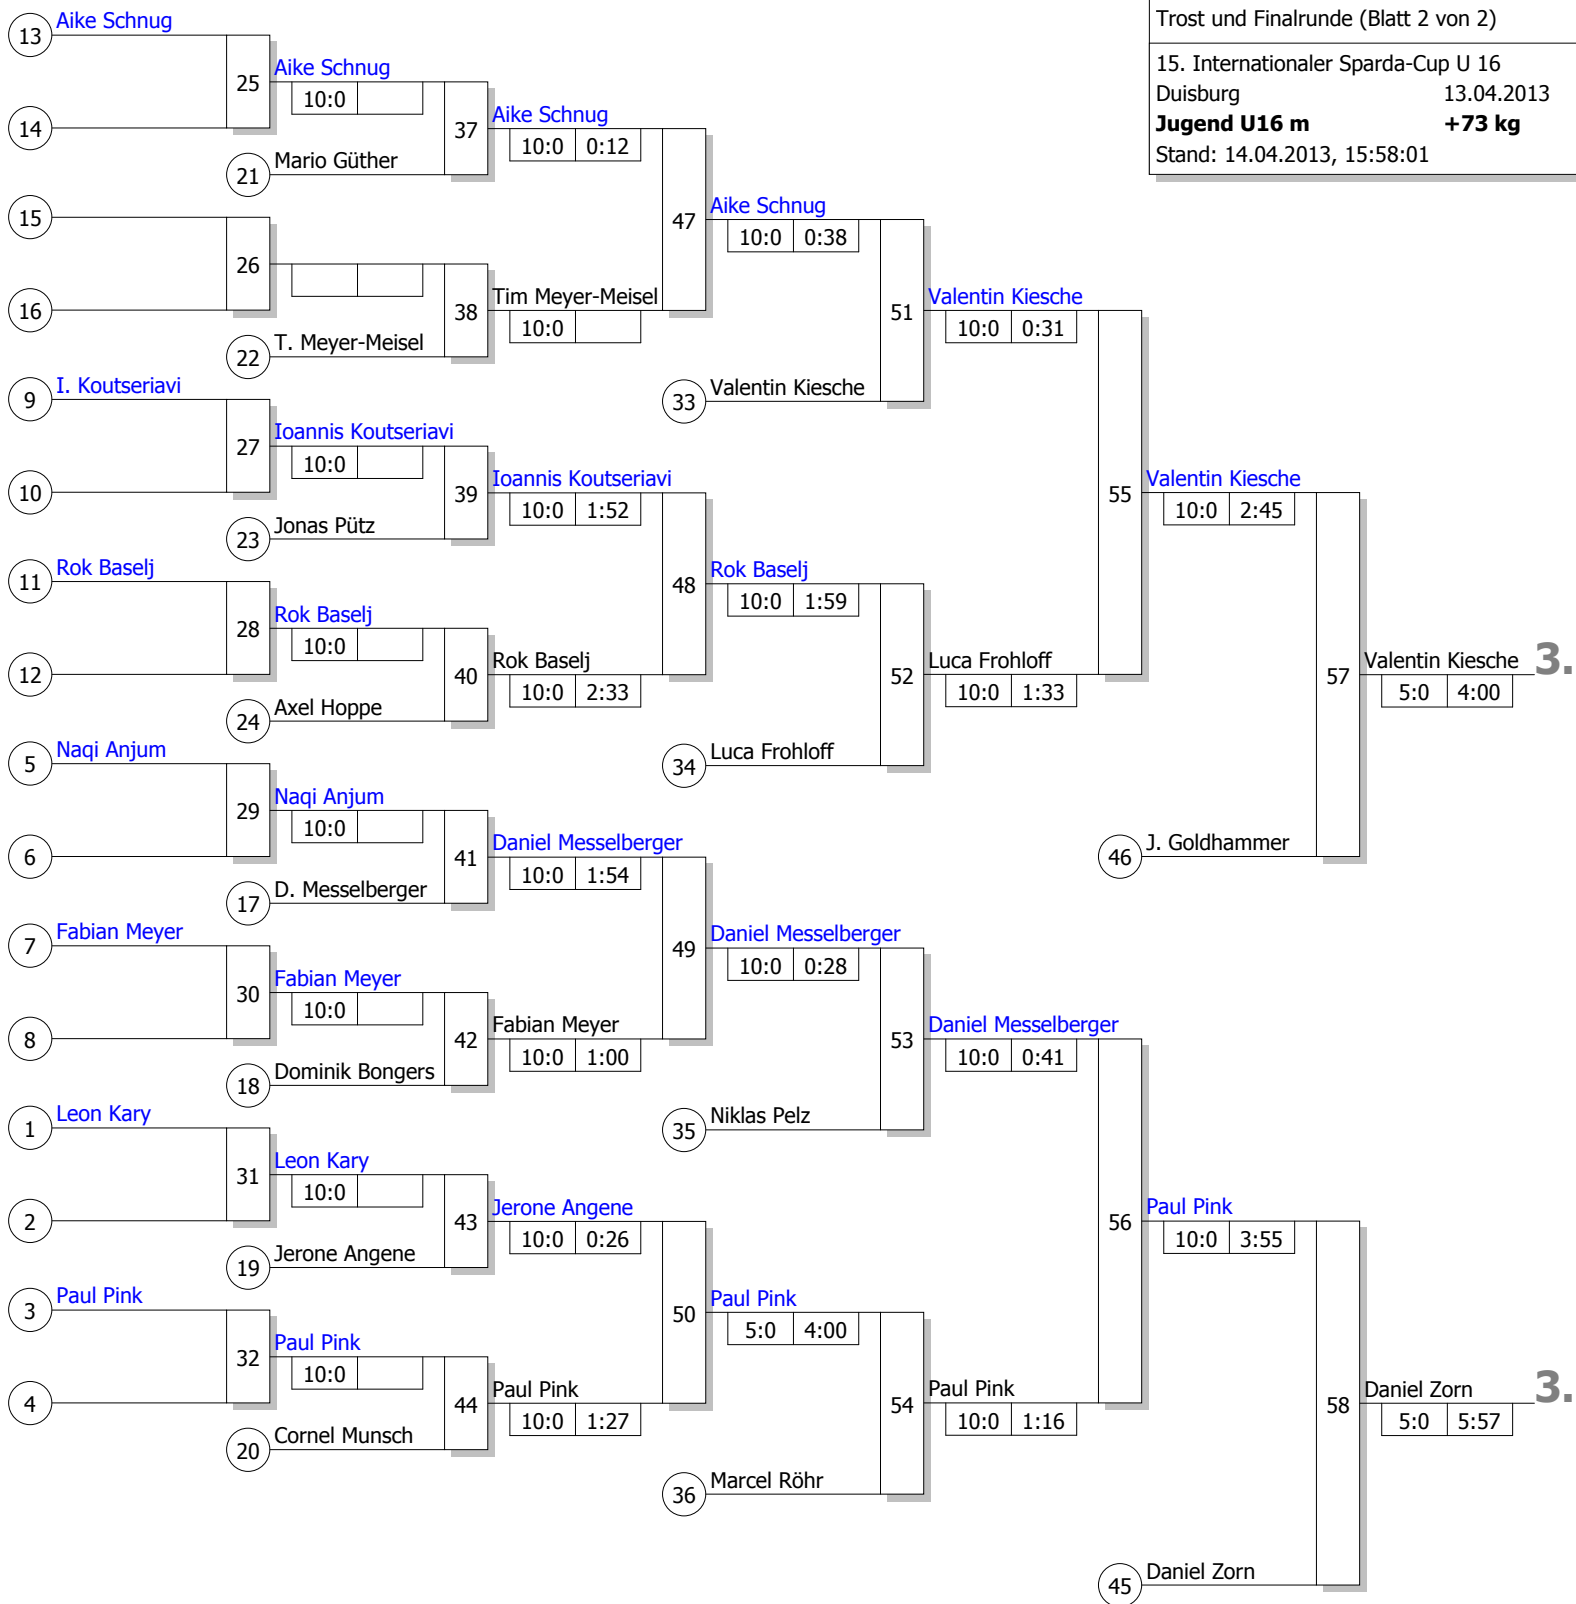 Trost und Finalrunde (Blatt 2 von 2)
15. Internationaler Sparda-Cup U 16
Duisburg 13.04.2013
Jugend U16 m +73 kg
Stand: 14.04.2013, 15:58:01
13 Aike Schnug
25
14
Aike Schnug
10:0
37
21 Mario Güther
Aike Schnug
10:0 0:12
15
26
16
38
22 T. Meyer-Meisel
Tim Meyer-Meisel
10:0
47
Aike Schnug
10:0 0:38
51
33 Valentin Kiesche
Valentin Kiesche
10:0 0:31
9 I. Koutseriavi
27
10
Ioannis Koutseriavi
10:0
39
23 Jonas Pütz
Ioannis Koutseriavi
10:0 1:52
11 Rok Baselj
28
12
Rok Baselj
10:0
40
24 Axel Hoppe
Rok Baselj
10:0 2:33
48
Rok Baselj
10:0 1:59
52
34 Luca Frohloff
Luca Frohloff
10:0 1:33
55
Valentin Kiesche
10:0 2:45
57
46 J. Goldhammer
Valentin Kiesche 3.
5:0 4:00
5 Naqi Anjum
29
6
Naqi Anjum
10:0
41
17 D. Messelberger
Daniel Messelberger
10:0 1:54
7 Fabian Meyer
30
8
Fabian Meyer
10:0
42
18 Dominik Bongers
Fabian Meyer
10:0 1:00
49
Daniel Messelberger
10:0 0:28
53
35 Niklas Pelz
Daniel Messelberger
10:0 0:41
1 Leon Kary
31
2
Leon Kary
10:0
43
19 Jerone Angene
Jerone Angene
10:0 0:26
3 Paul Pink
32
4
Paul Pink
10:0
44
20 Cornel Munsch
Paul Pink
10:0 1:27
50
Paul Pink
5:0 4:00
54
36 Marcel Röhr
Paul Pink
10:0 1:16
56
Paul Pink
10:0 3:55
58
45 Daniel Zorn
Daniel Zorn 3.
5:0 5:57